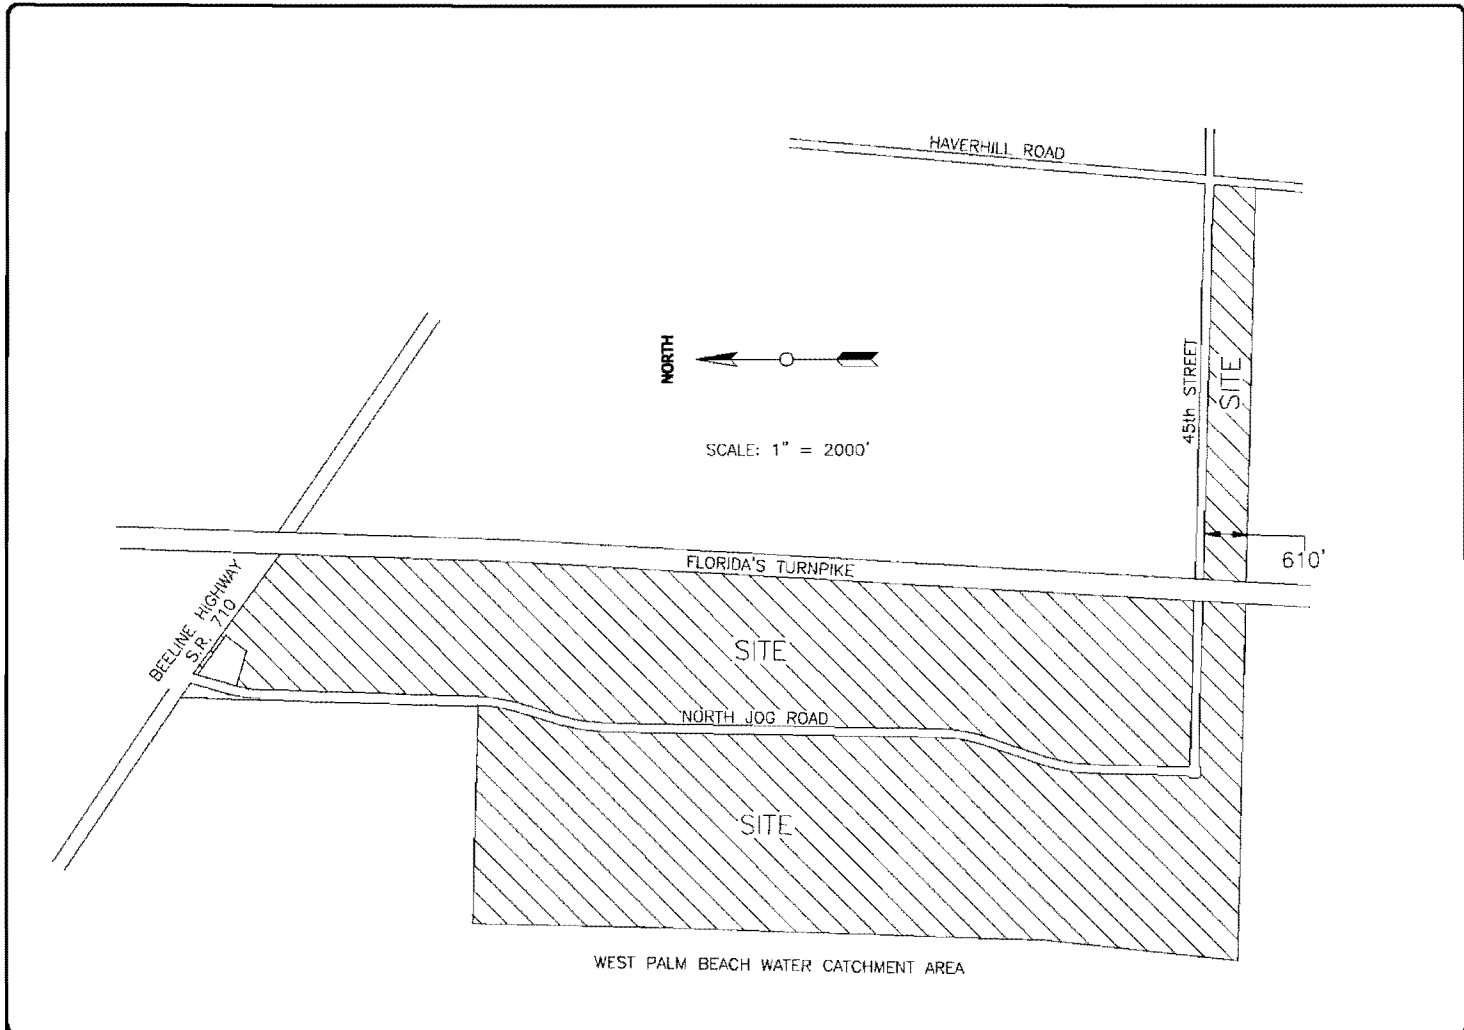 HAVERHILL ROAD
NORTH
SCALE: 1" = 2000'
45th STREET
SITE
610'
FLORIDA'S TURNPIKE
BEELINE HIGHWAY
S.R. 710
SITE
NORTH JOG ROAD
SITE
WEST PALM BEACH WATER CATCHMENT AREA